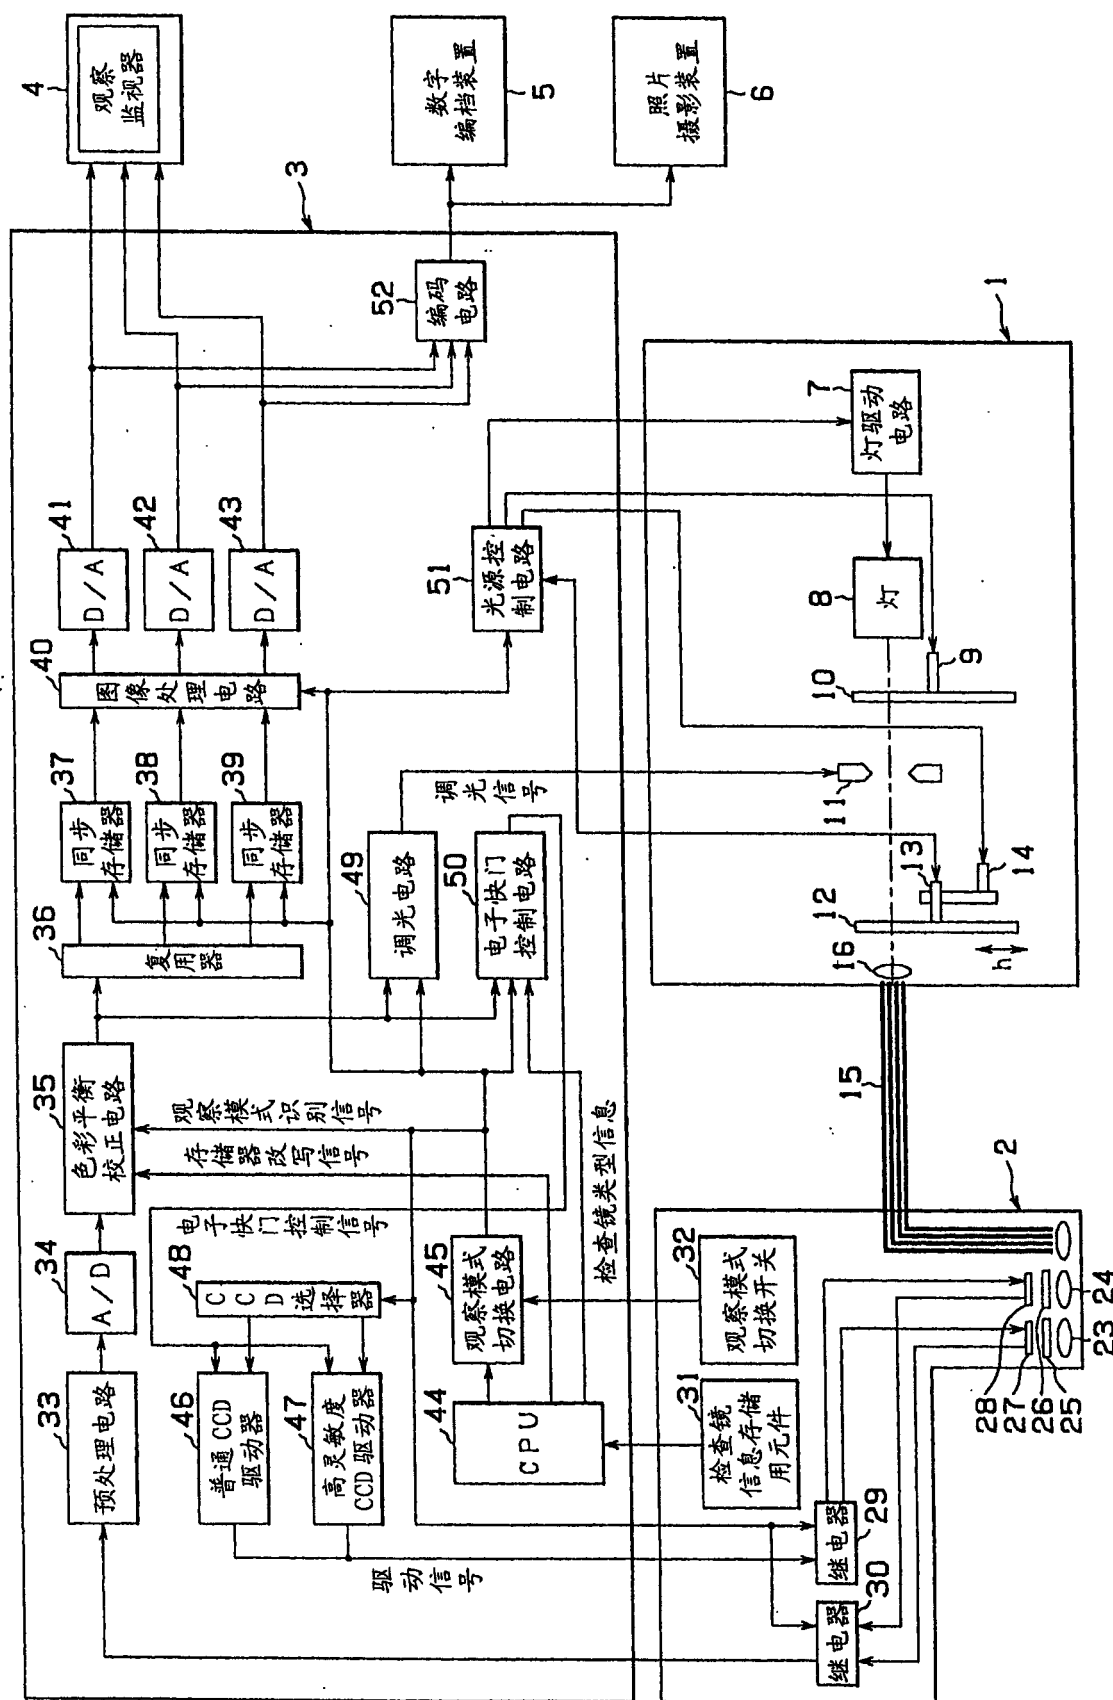 4
观察
监视器
数字
编档装置
5
照片
摄影装置
6
3
52
编码
电路
41
D/A
42
D/A
43
D/A
40
图像处理电路
37
同步
存储器
38
同步
存储器
39
同步
存储器
36
复用器
35
色彩平衡
校正电路
34
A/D
33
预处理电路
观察模式识别信号
存储器改写信号
电子快门控制信号
48
CCD选择器
46
普通CCD
驱动器
47
高灵敏度
CCD驱动器
驱动信号
45
观察模式
切换电路
44
CPU
检查镜类型信息
49
调光电路
调光信号
50
电子快门
控制电路
51
光源控
制电路
1
7
灯驱动
电路
8
灯
9
10
11
12
13
14
h
16
15
2
32
观察模式
切换开关
31
检查镜
信息存储
用元件
29
继电器
30
继电器
28
27
26
25
24
23